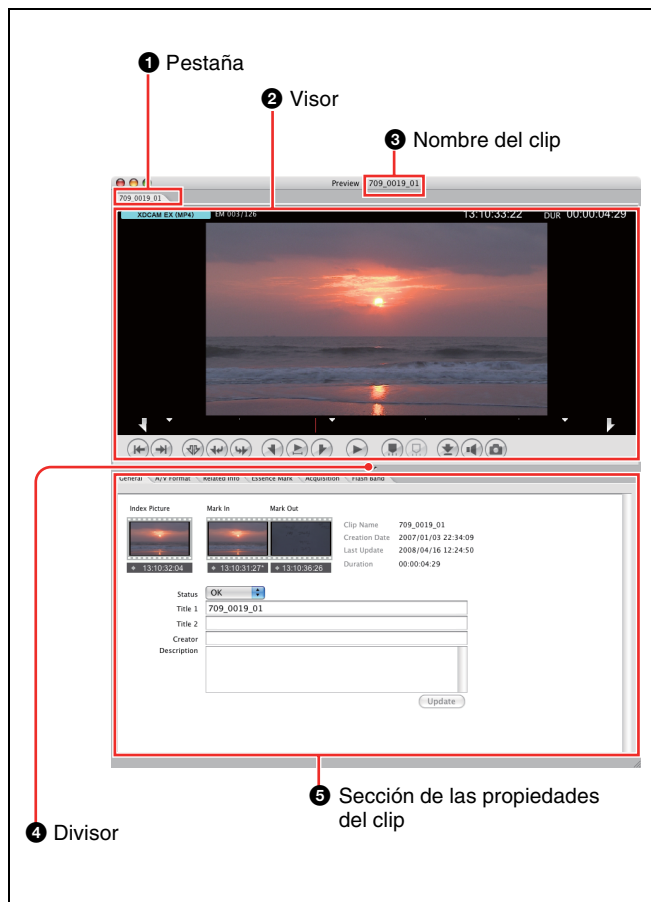 ❶ Pestaña
❷ Visor
❸ Nombre del clip
Preview 709_0019_01
709_0019_01
XDCAM EX (MP4) EM 003/126 13:10:33:22 DUR 00:00:04:29
General A/V Format Related Info Essence Mark Acquisition Flash Band
Index Picture Mark In Mark Out
Clip Name 709_0019_01
Creation Date 2007/01/03 22:34:09
Last Update 2008/04/16 12:24:50
Duration 00:00:04:29
13:10:32:04 13:10:31:27* 13:10:36:26
Status OK
Title 1 709_0019_01
Title 2
Creator
Description
Update
❺ Sección de las propiedades
del clip
❹ Divisor